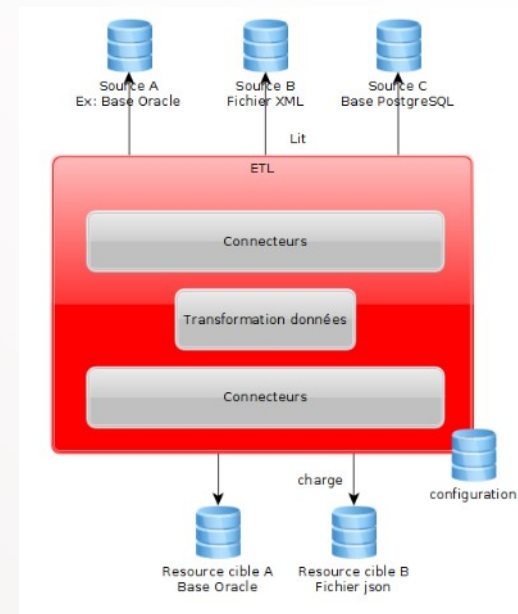 Source A
Ex: Base Oracle
Source B
Fichier XML
Source C
Base PostgreSQL
Lit
ETL
Connecteurs
Transformation données
Connecteurs
charge
configuration
Resource cible A
Base Oracle
Resource cible B
Fichier json